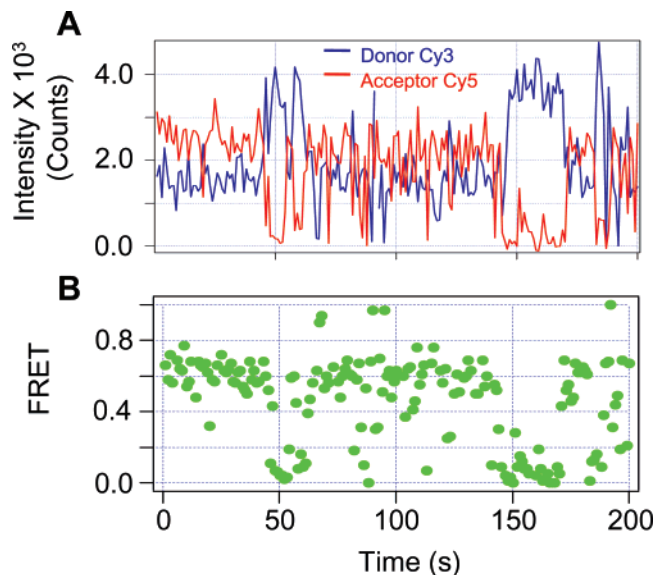 A
Donor Cy3
Acceptor Cy5
Intensity X 10³
(Counts)
4.0
2.0
0.0
B
FRET
0.8
0.4
0.0
0 50 100 150 200
Time (s)